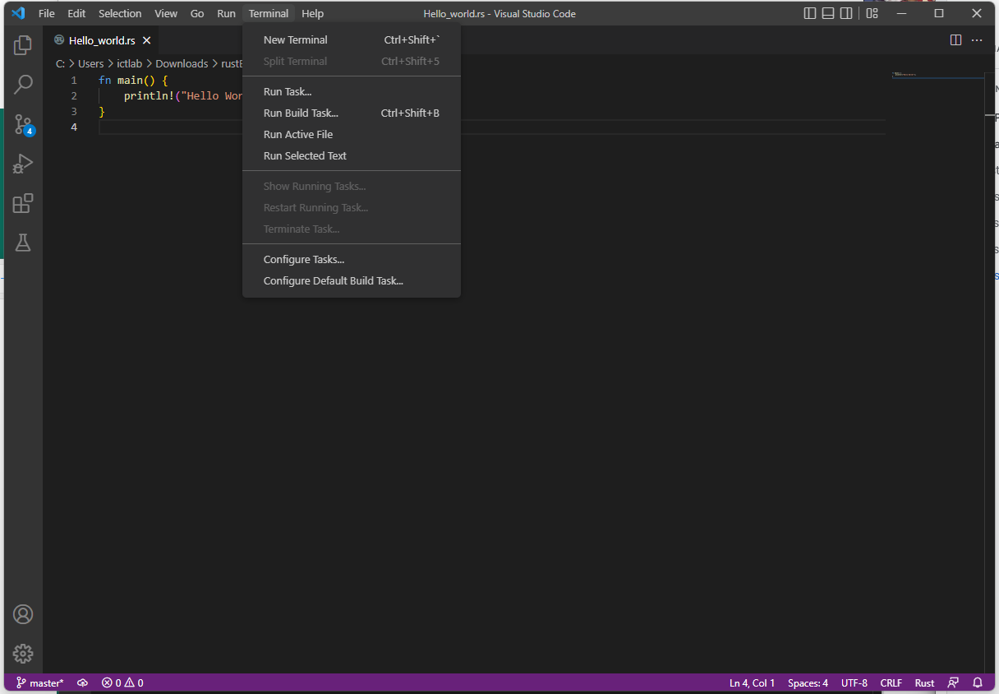 File Edit Selection View Go Run Terminal Help Hello_world.rs - Visual Studio Code
Hello_world.rs
C: > Users > ictlab > Downloads >
1 fn main() {
2 println!("Hello
3 }
4
New Terminal Ctrl+Shift+`
Split Terminal Ctrl+Shift+5
Run Task...
Run Build Task... Ctrl+Shift+B
Run Active File
Run Selected Text
Show Running Tasks...
Restart Running Task...
Terminate Task...
Configure Tasks...
Configure Default Build Task...
4
master* 0 0 Ln 4, Col 1 Spaces: 4 UTF-8 CRLF Rust